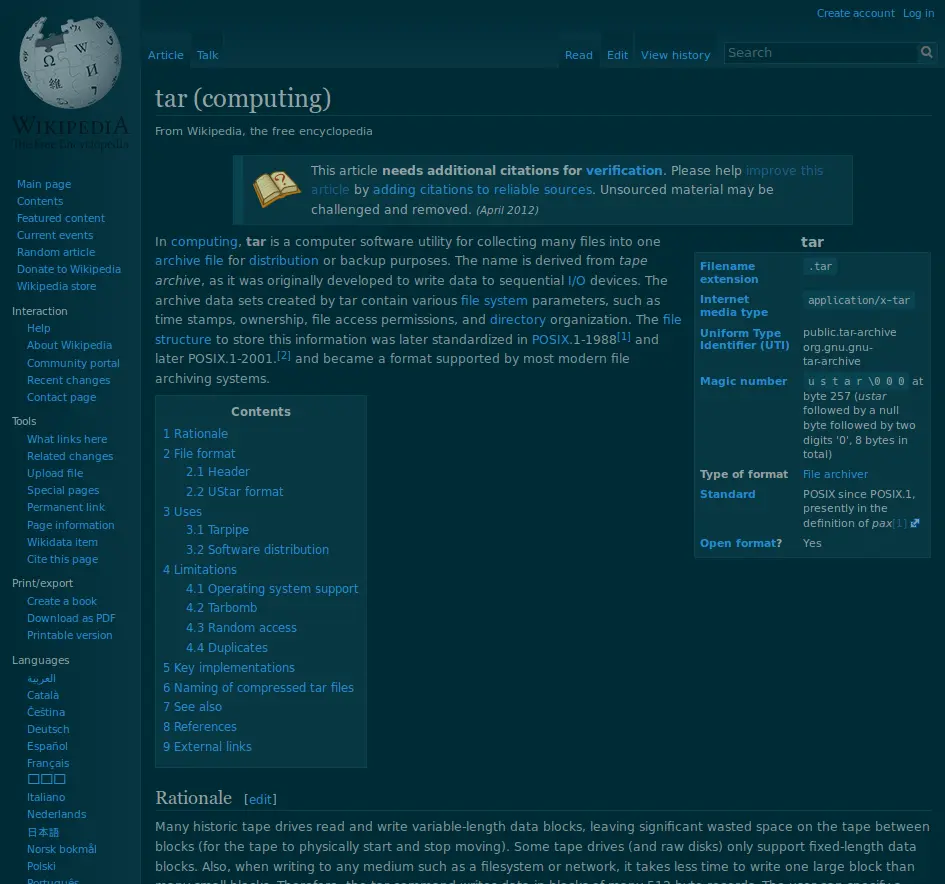 Create account Log in
Article Talk Read Edit View history Search
WIKIPEDIA
The Free Encyclopedia
Main page
Contents
Featured content
Current events
Random article
Donate to Wikipedia
Wikipedia store
Interaction
Help
About Wikipedia
Community portal
Recent changes
Contact page
Tools
What links here
Related changes
Upload file
Special pages
Permanent link
Page information
Wikidata item
Cite this page
Print/export
Create a book
Download as PDF
Printable version
Languages
العربية
Català
Čeština
Deutsch
Español
Français
Italiano
Nederlands
日本語
Norsk bokmål
Polski
Português
tar (computing)
From Wikipedia, the free encyclopedia
This article needs additional citations for verification. Please help improve this
article by adding citations to reliable sources. Unsourced material may be
challenged and removed. (April 2012)
In computing, tar is a computer software utility for collecting many files into one
archive file for distribution or backup purposes. The name is derived from tape
archive, as it was originally developed to write data to sequential I/O devices. The
archive data sets created by tar contain various file system parameters, such as
time stamps, ownership, file access permissions, and directory organization. The file
structure to store this information was later standardized in POSIX.1-1988[1] and
later POSIX.1-2001.[2] and became a format supported by most modern file
archiving systems.
tar
Filename extension .tar
Internet media type application/x-tar
Uniform Type Identifier (UTI) public.tar-archive
org.gnu.gnu-
tar-archive
Magic number u s t a r \0 0 0 at
byte 257 (ustar
followed by a null
byte followed by two
digits '0', 8 bytes in
total)
Type of format File archiver
Standard POSIX since POSIX.1,
presently in the
definition of pax[1]
Open format? Yes
Contents
1 Rationale
2 File format
2.1 Header
2.2 UStar format
3 Uses
3.1 Tarpipe
3.2 Software distribution
4 Limitations
4.1 Operating system support
4.2 Tarbomb
4.3 Random access
4.4 Duplicates
5 Key implementations
6 Naming of compressed tar files
7 See also
8 References
9 External links
Rationale [edit]
Many historic tape drives read and write variable-length data blocks, leaving significant wasted space on the tape between
blocks (for the tape to physically start and stop moving). Some tape drives (and raw disks) only support fixed-length data
blocks. Also, when writing to any medium such as a filesystem or network, it takes less time to write one large block than
many small blocks. Therefore, the tar command writes data in blocks of many 512 byte records. The user can specify a